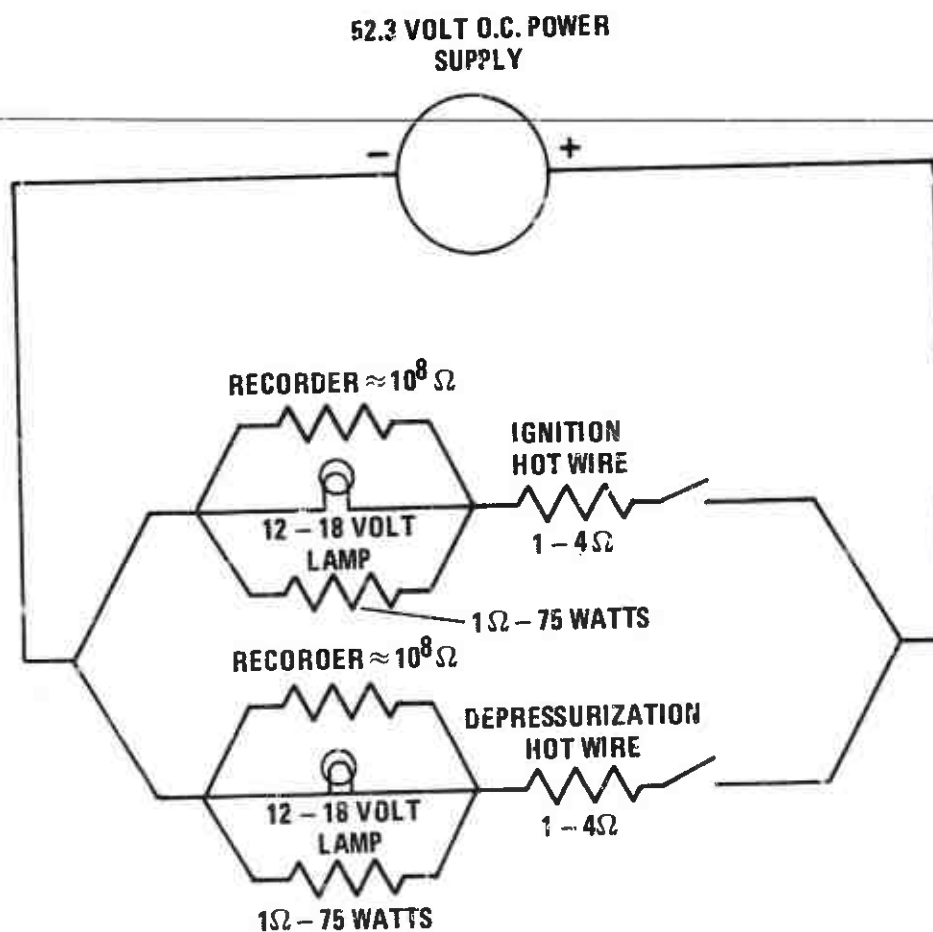 52.3 VOLT O.C. POWER
SUPPLY
–
+
RECORDER ≈ 10⁸ Ω
IGNITION
HOT WIRE
12 – 18 VOLT
LAMP
1 – 4Ω
1Ω – 75 WATTS
RECOROER ≈ 10⁸ Ω
DEPRESSURIZATION
HOT WIRE
12 – 18 VOLT
LAMP
1 – 4Ω
1Ω – 75 WATTS